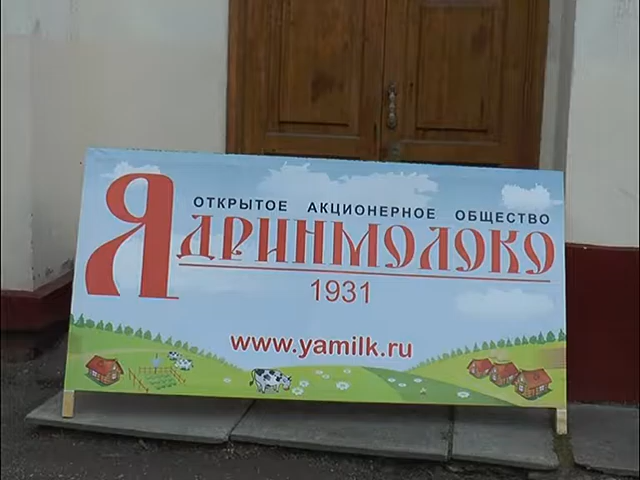 ОТКРЫТОЕ АКЦИОНЕРНОЕ ОБЩЕСТВО
ЯДРИНМОЛОКО
1931
www.yamilk.ru